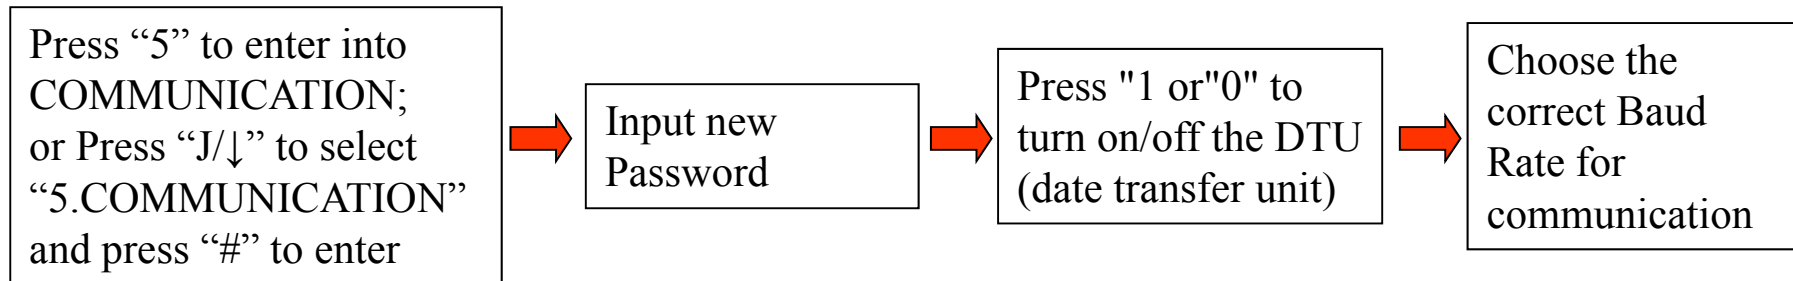 Press “5” to enter into
COMMUNICATION;
or Press “J/↓” to select
“5.COMMUNICATION”
and press “#” to enter
Input new
Password
Press "1 or"0" to
turn on/off the DTU
(date transfer unit)
Choose the
correct Baud
Rate for
communication